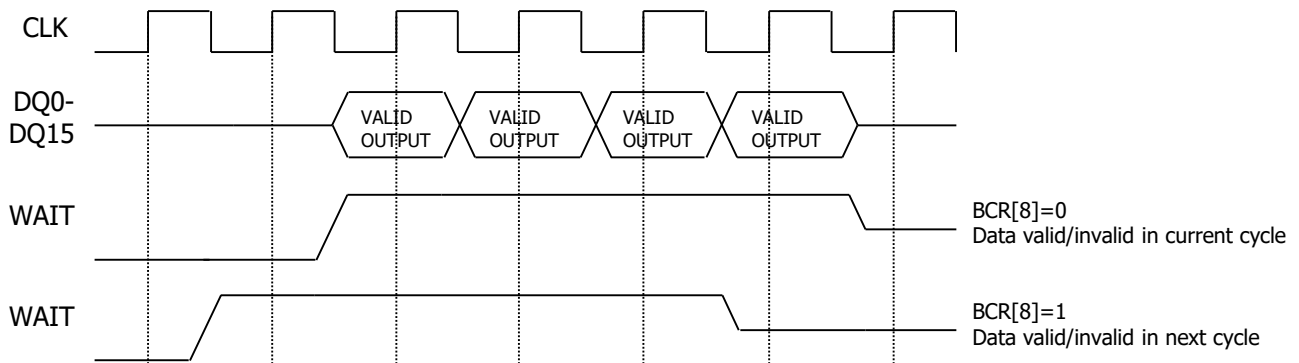 CLK
DQ0-
DQ15
VALID
OUTPUT
VALID
OUTPUT
VALID
OUTPUT
VALID
OUTPUT
WAIT
BCR[8]=0
Data valid/invalid in current cycle
WAIT
BCR[8]=1
Data valid/invalid in next cycle